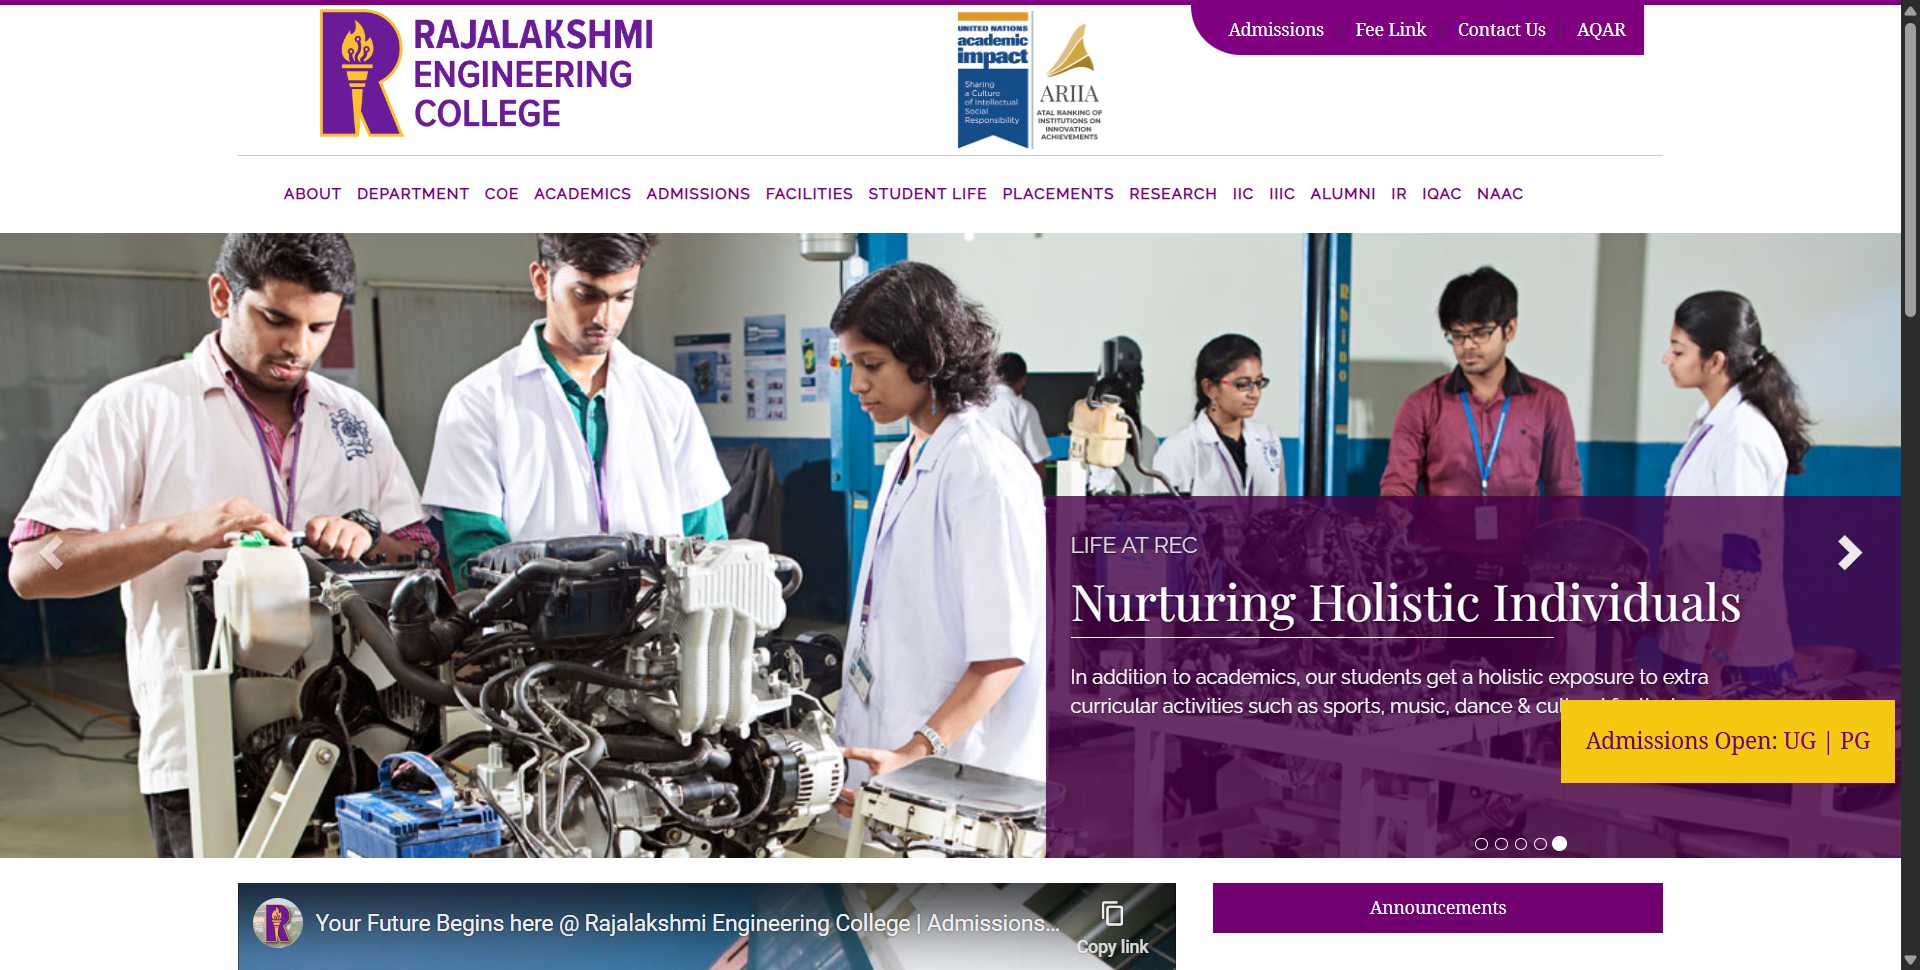 RAJALAKSHMI
ENGINEERING
COLLEGE
UNITED NATIONS
academic
impact
Sharing
a Culture
of Intellectual
Social
Responsibility
ARIIA
ATAL RANKING OF
INSTITUTIONS ON
INNOVATION
ACHIEVEMENTS
Admissions Fee Link Contact Us AQAR
ABOUT DEPARTMENT COE ACADEMICS ADMISSIONS FACILITIES STUDENT LIFE PLACEMENTS RESEARCH IIC IIIC ALUMNI IR IQAC NAAC
Rhino
LIFE AT REC
Nurturing Holistic Individuals
In addition to academics, our students get a holistic exposure to extra
curricular activities such as sports, music, dance &
Admissions Open: UG | PG
Your Future Begins here @ Rajalakshmi Engineering College | Admissions...
Copy link
Announcements